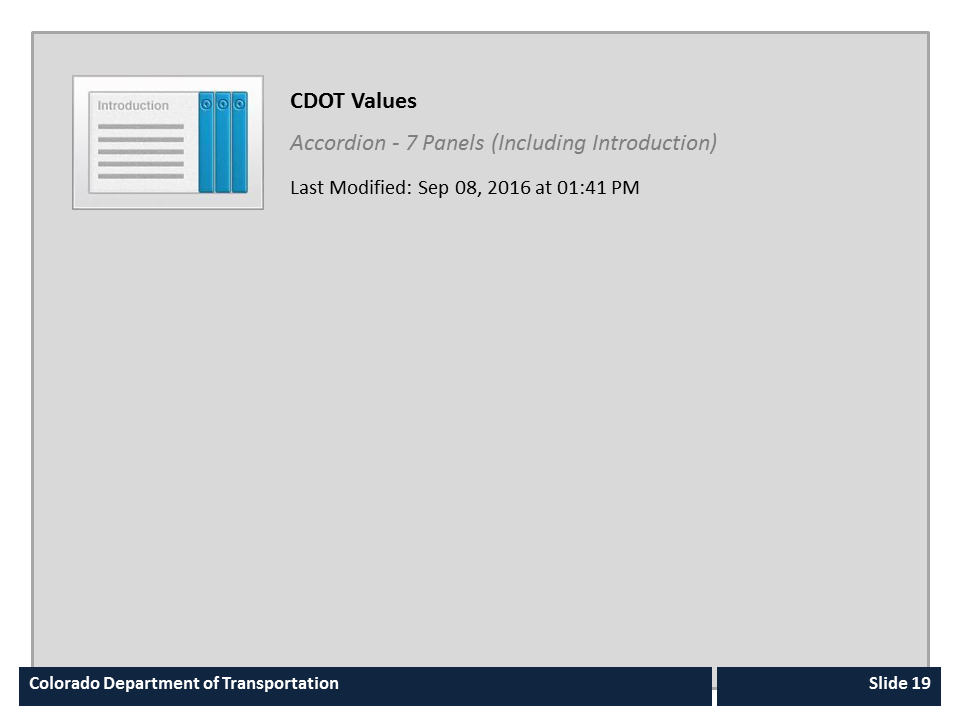 Introduction
CDOT Values
Accordion - 7 Panels (Including Introduction)
Last Modified: Sep 08, 2016 at 01:41 PM
Colorado Department of Transportation
Slide 19